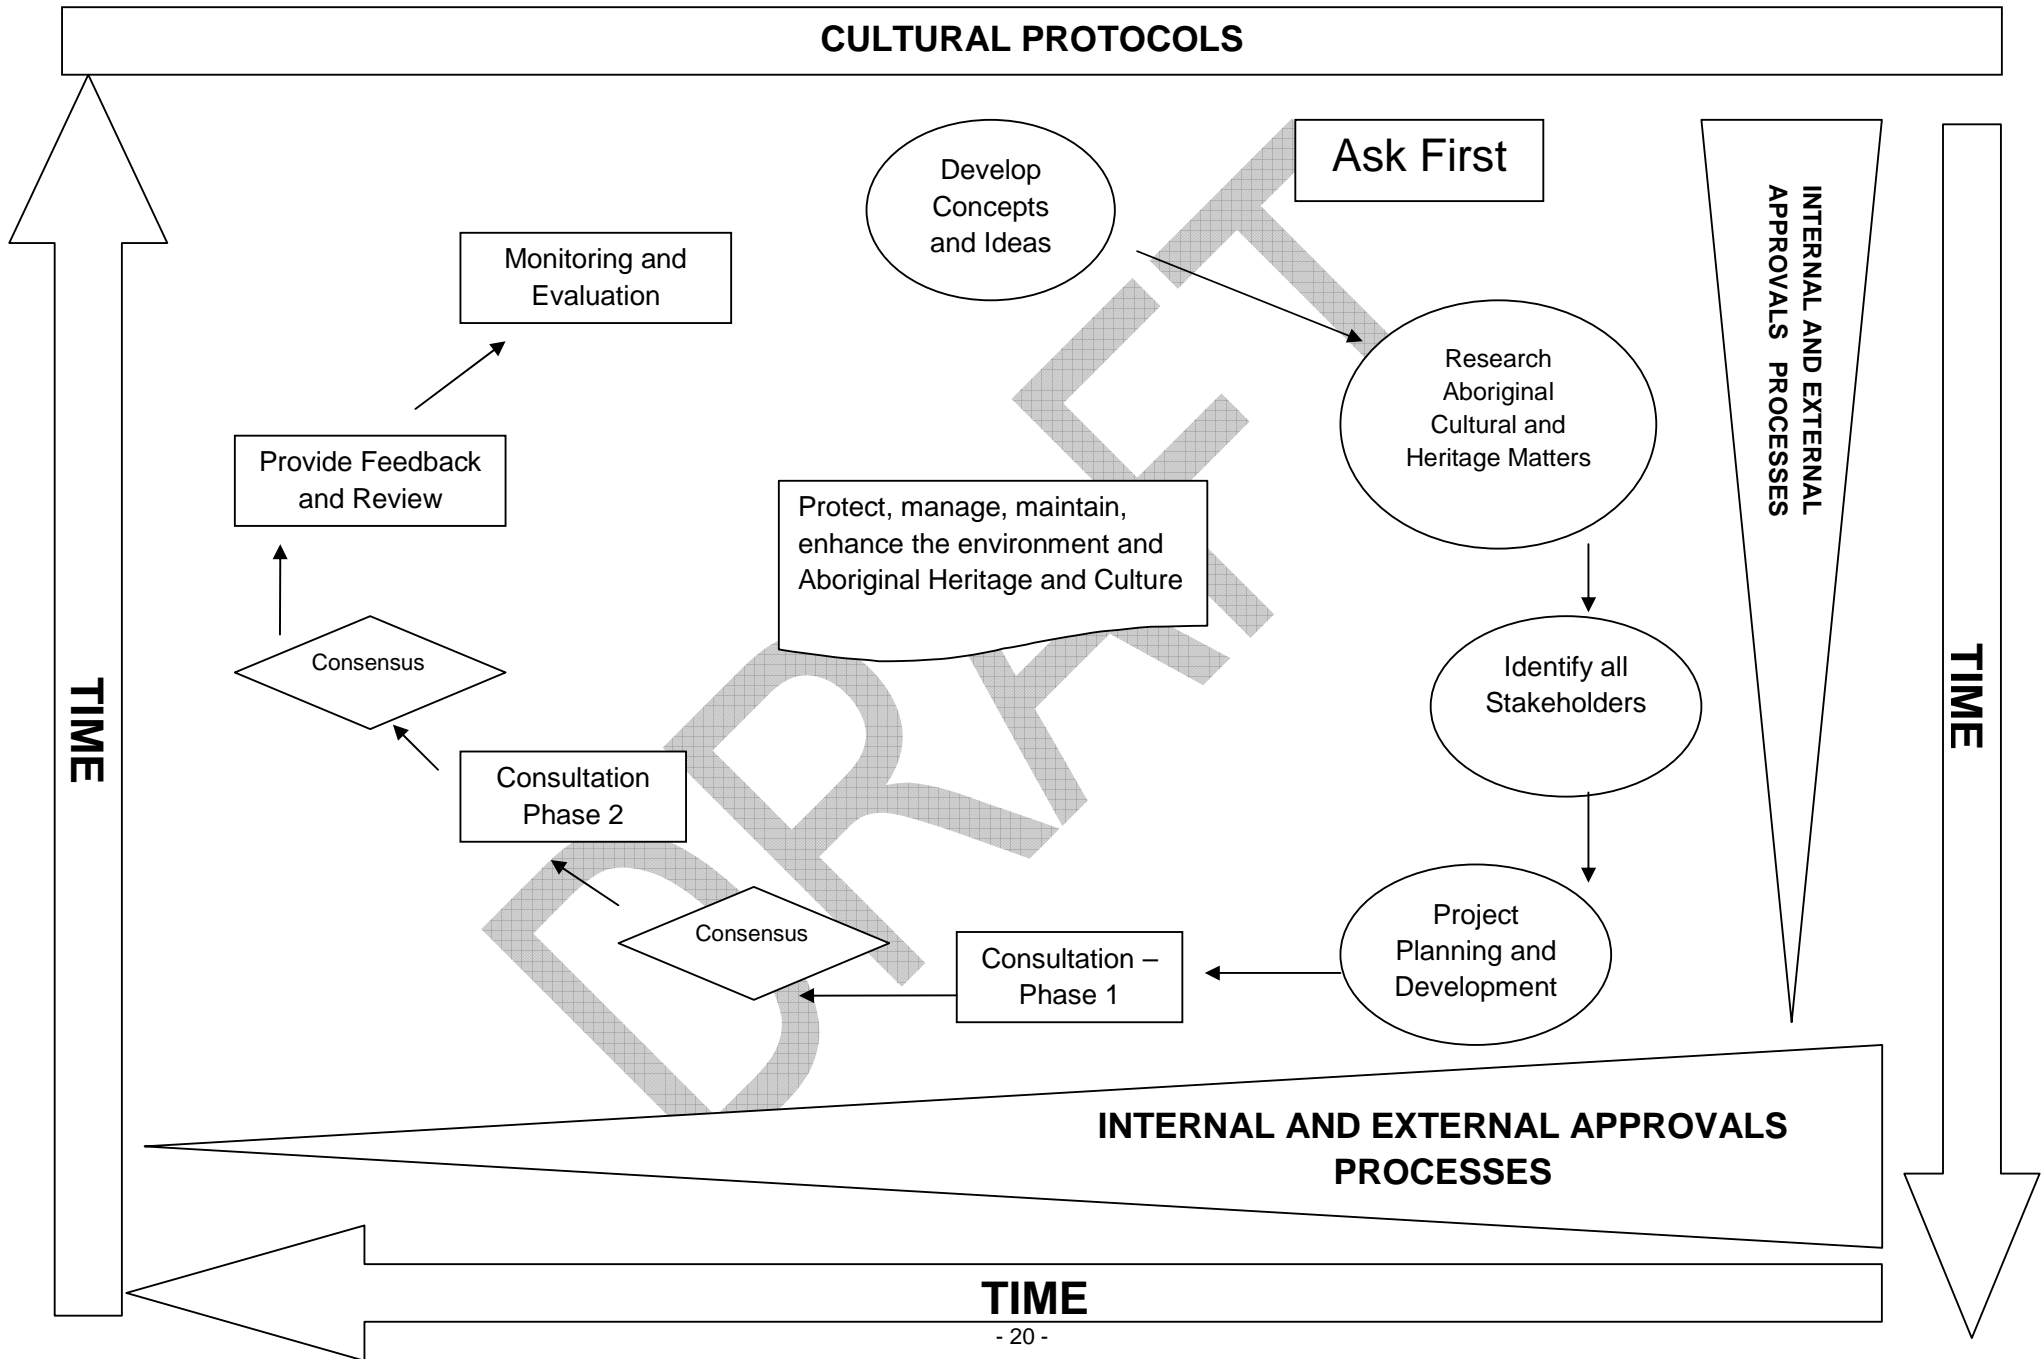 CULTURAL PROTOCOLS
Ask First
Develop
Concepts
and Ideas
Research
Aboriginal
Cultural and
Heritage Matters
Identify all
Stakeholders
Project
Planning and
Development
Consultation –
Phase 1
Consensus
Consultation
Phase 2
Consensus
Provide Feedback
and Review
Monitoring and
Evaluation
Protect, manage, maintain,
enhance the environment and
Aboriginal Heritage and Culture
INTERNAL AND EXTERNAL
APPROVALS PROCESSES
TIME
TIME
INTERNAL AND EXTERNAL APPROVALS
PROCESSES
TIME
DRAFT
- 20 -